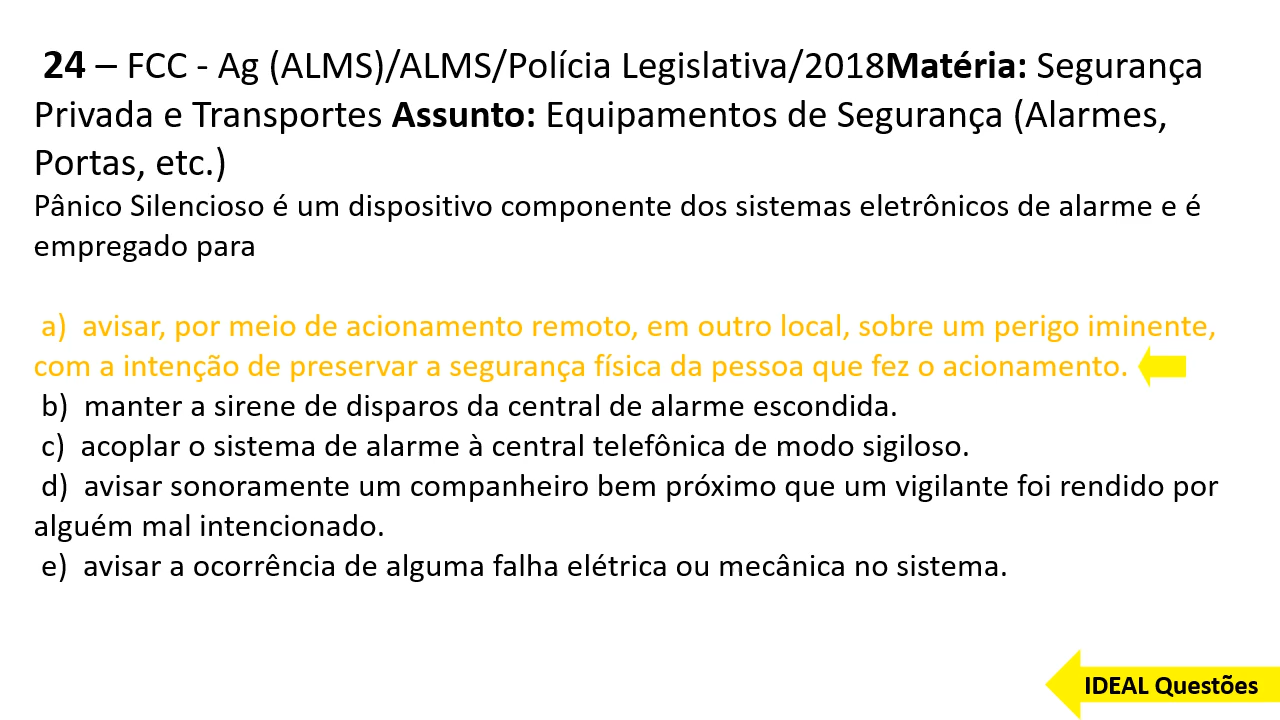 24 – FCC - Ag (ALMS)/ALMS/Polícia Legislativa/2018Matéria: Segurança
Privada e Transportes Assunto: Equipamentos de Segurança (Alarmes,
Portas, etc.)
Pânico Silencioso é um dispositivo componente dos sistemas eletrônicos de alarme e é
empregado para
a) avisar, por meio de acionamento remoto, em outro local, sobre um perigo iminente,
com a intenção de preservar a segurança física da pessoa que fez o acionamento.
b) manter a sirene de disparos da central de alarme escondida.
c) acoplar o sistema de alarme à central telefônica de modo sigiloso.
d) avisar sonoramente um companheiro bem próximo que um vigilante foi rendido por
alguém mal intencionado.
e) avisar a ocorrência de alguma falha elétrica ou mecânica no sistema.
IDEAL Questões